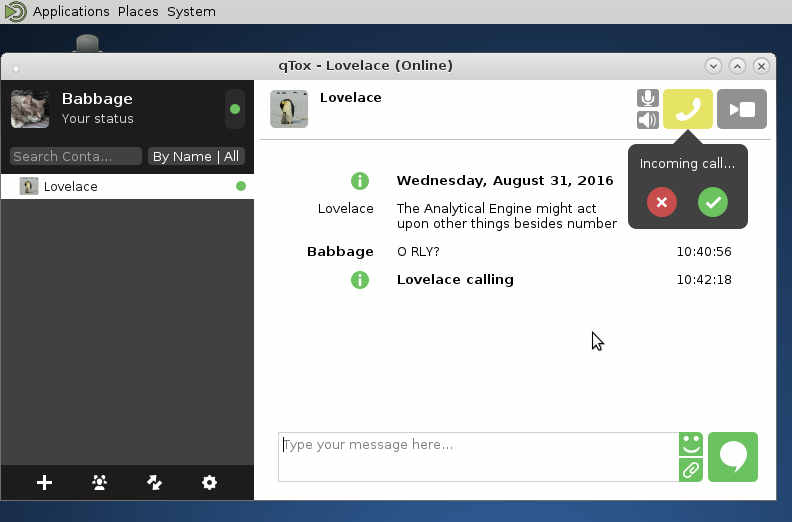 Applications Places System
qTox - Lovelace (Online)
Babbage
Your status
Search Conta...
By Name | All
Lovelace
Lovelace
Incoming call...
Wednesday, August 31, 2016
Lovelace The Analytical Engine might act
upon other things besides number
Babbage O RLY? 10:40:56
Lovelace calling 10:42:18
Type your message here...